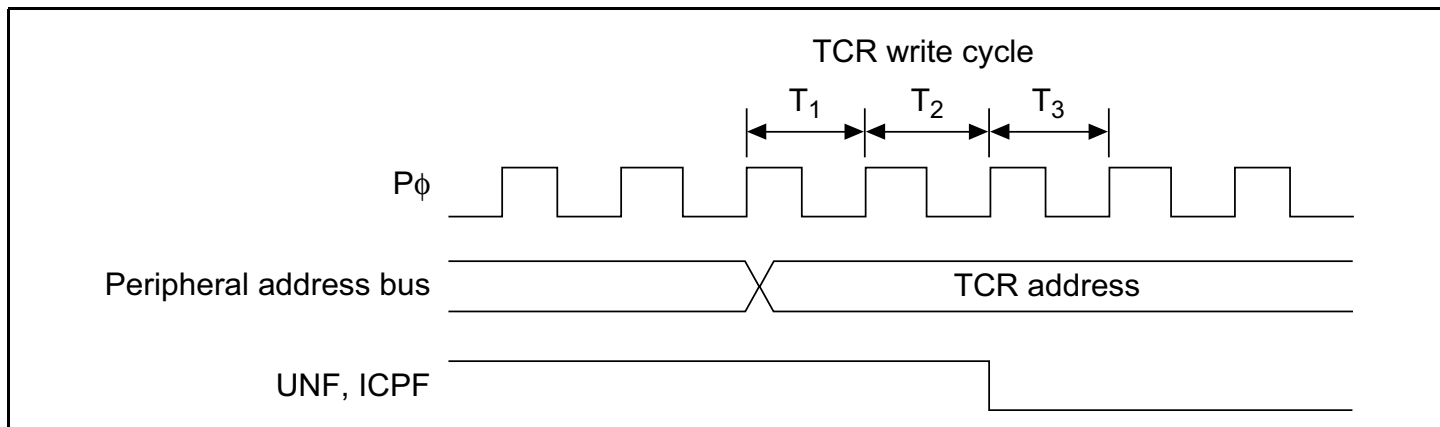 TCR write cycle
T1 T2 T3
Pϕ
Peripheral address bus
TCR address
UNF, ICPF